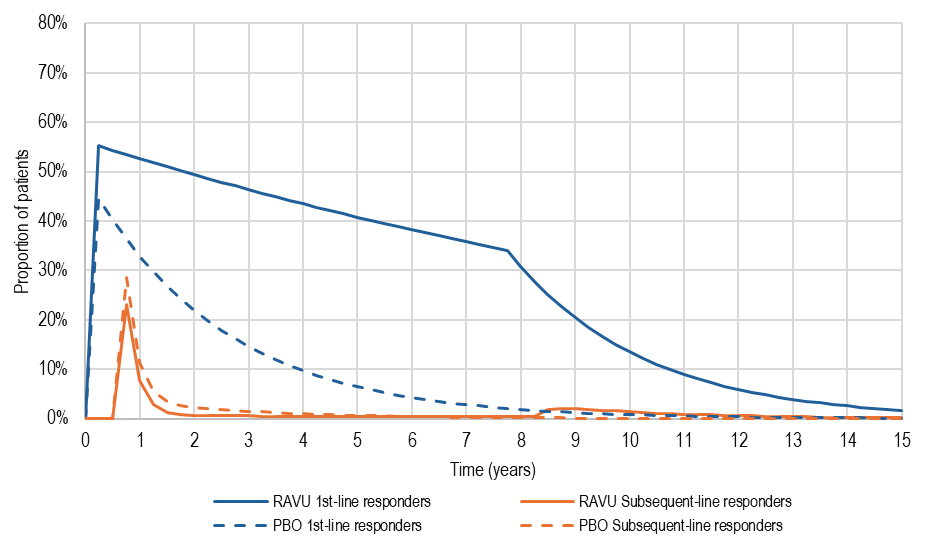 80%
70%
60%
50%
40%
30%
20%
10%
0%
Proportion of patients
0 1 2 3 4 5 6 7 8 9 10 11 12 13 14 15
Time (years)
RAVU 1st-line responders RAVU Subsequent-line responders
PBO 1st-line responders PBO Subsequent-line responders